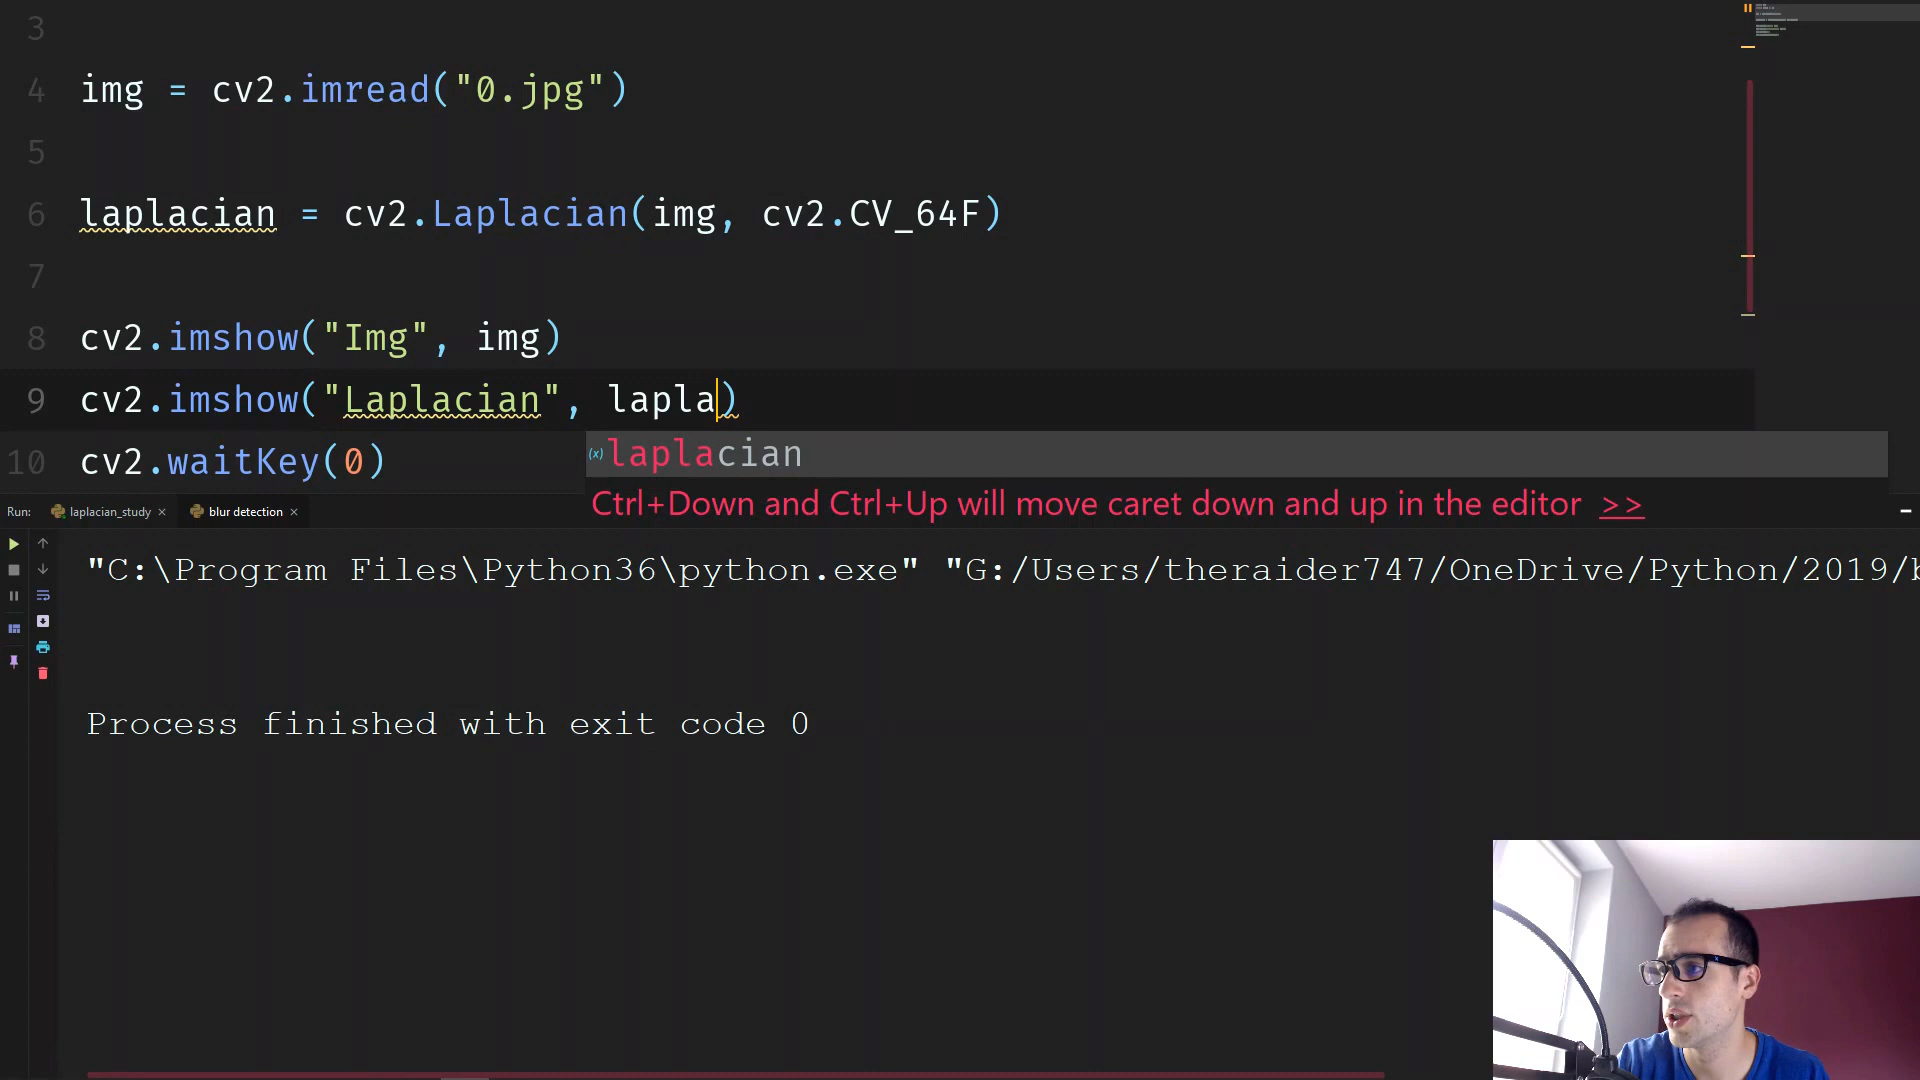 3
4 img = cv2.imread("0.jpg")
5
6 laplacian = cv2.Laplacian(img, cv2.CV_64F)
7
8 cv2.imshow("Img", img)
9 cv2.imshow("Laplacian", lapla)
(x) laplacian
10 cv2.waitKey(0)
Ctrl+Down and Ctrl+Up will move caret down and up in the editor >>
Run: laplacian_study × blur detection ×
"C:\Program Files\Python36\python.exe" "G:/Users/theraider747/OneDrive/Python/2019/b
Process finished with exit code 0